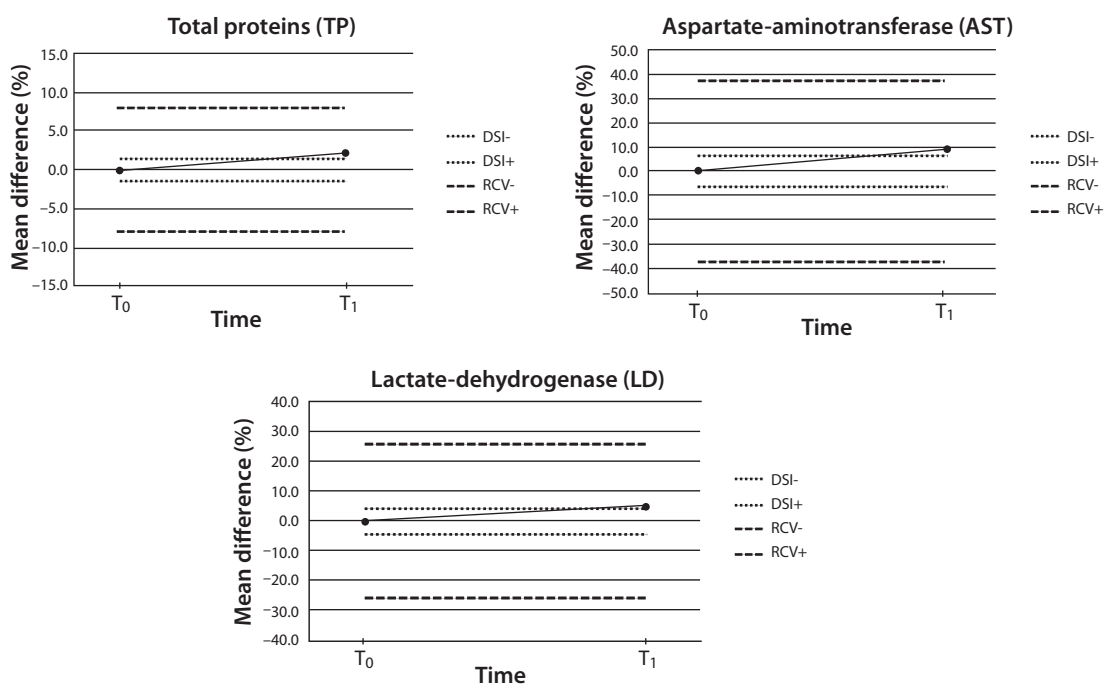 Total proteins (TP)
Mean difference (%)
15.0
10.0
5.0
0.0
−5.0
−10.0
−15.0
T0
T1
Time
DSI-
DSI+
RCV-
RCV+
Aspartate-aminotransferase (AST)
Mean difference (%)
50.0
40.0
30.0
20.0
10.0
0.0
−10.0
−20.0
−30.0
−40.0
−50.0
T0
T1
Time
DSI-
DSI+
RCV-
RCV+
Lactate-dehydrogenase (LD)
Mean difference (%)
40.0
30.0
20.0
10.0
0.0
−10.0
−20.0
−30.0
−40.0
T0
T1
Time
DSI-
DSI+
RCV-
RCV+